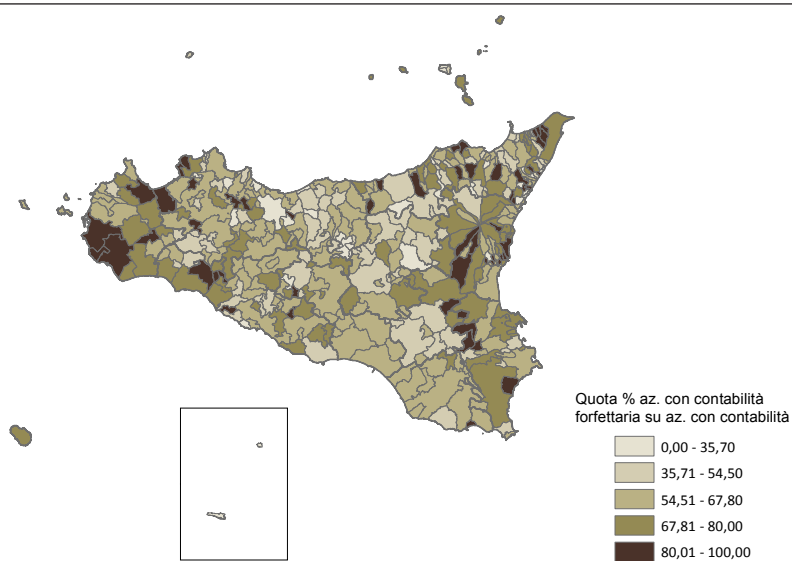 Quota % az. con contabilità
forfettaria su az. con contabilità
0,00 - 35,70
35,71 - 54,50
54,51 - 67,80
67,81 - 80,00
80,01 - 100,00